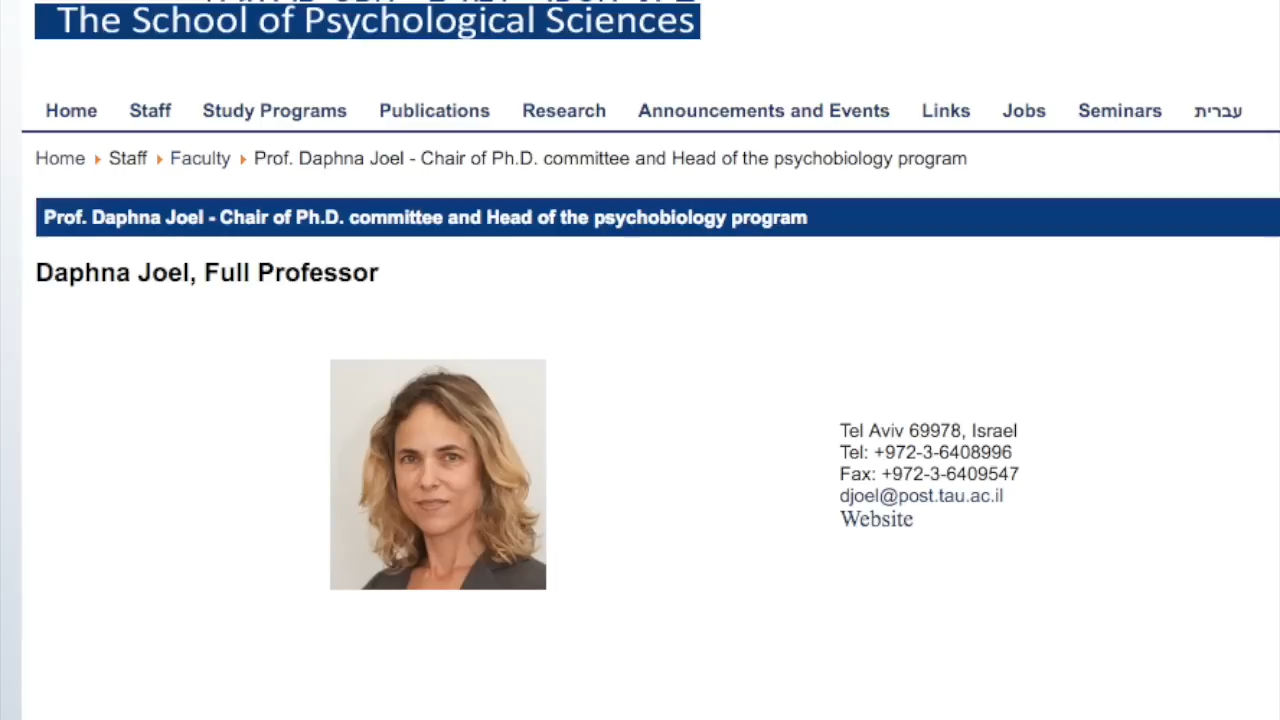 The School of Psychological Sciences
Home Staff Study Programs Publications Research Announcements and Events Links Jobs Seminars עברית
Home Staff Faculty Prof. Daphna Joel - Chair of Ph.D. committee and Head of the psychobiology program
Prof. Daphna Joel - Chair of Ph.D. committee and Head of the psychobiology program
Daphna Joel, Full Professor
Tel Aviv 69978, Israel
Tel: +972-3-6408996
Fax: +972-3-6409547
djoel@post.tau.ac.il
Website